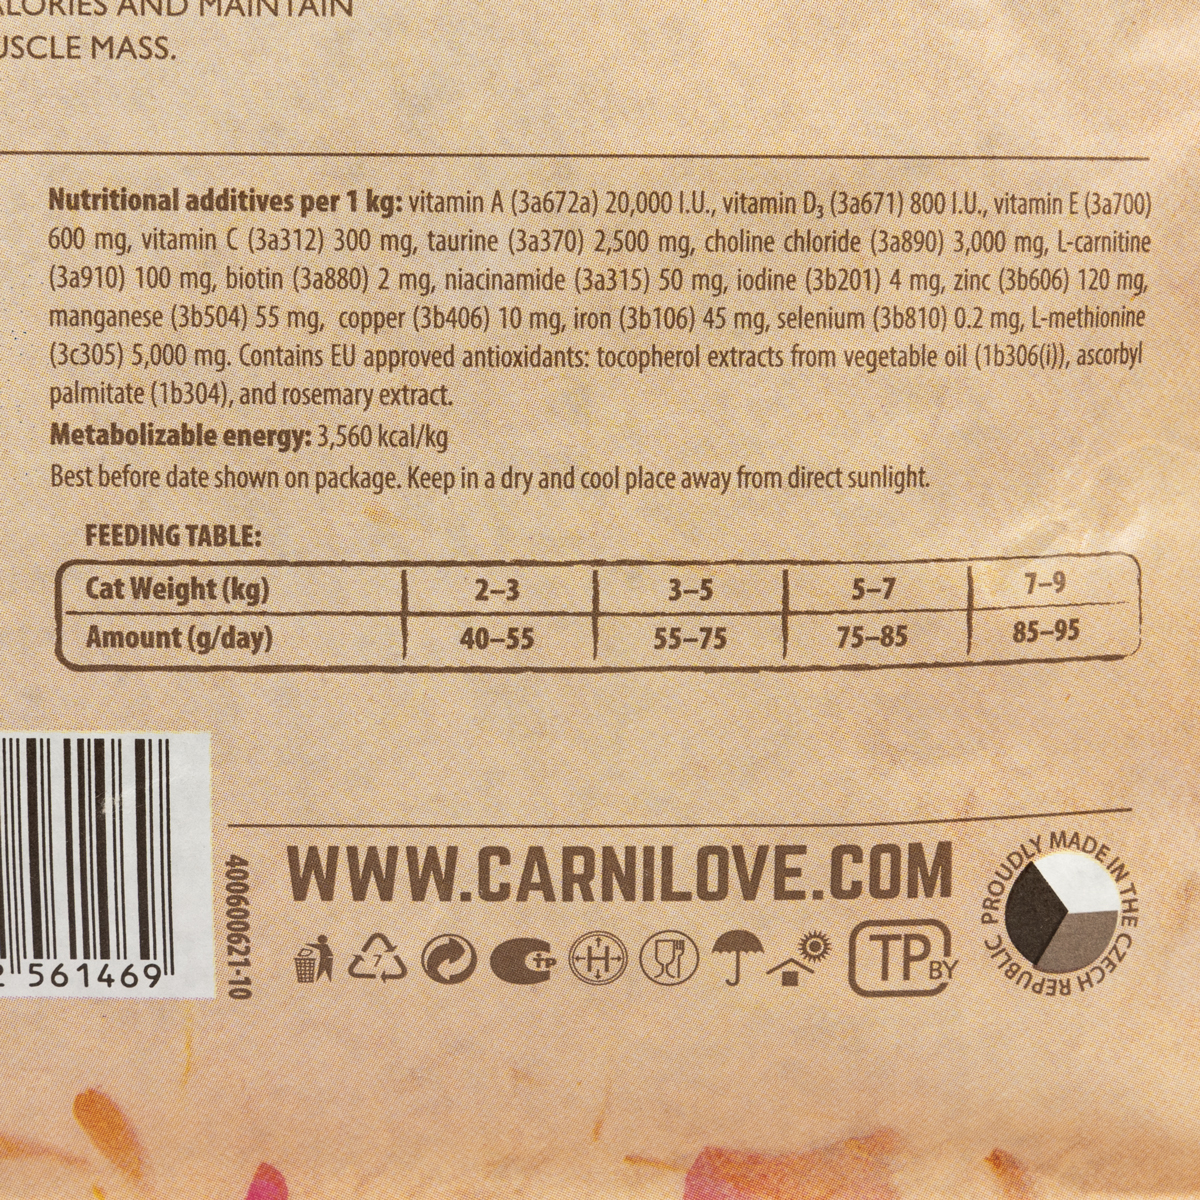 CALORIES AND MAINTAIN
MUSCLE MASS.
Nutritional additives per 1 kg: vitamin A (3a672a) 20,000 I.U., vitamin D₃ (3a671) 800 I.U., vitamin E (3a700)
600 mg, vitamin C (3a312) 300 mg, taurine (3a370) 2,500 mg, choline chloride (3a890) 3,000 mg, L-carnitine
(3a910) 100 mg, biotin (3a880) 2 mg, niacinamide (3a315) 50 mg, iodine (3b201) 4 mg, zinc (3b606) 120 mg,
manganese (3b504) 55 mg, copper (3b406) 10 mg, iron (3b106) 45 mg, selenium (3b810) 0.2 mg, L-methionine
(3c305) 5,000 mg. Contains EU approved antioxidants: tocopherol extracts from vegetable oil (1b306(i)), ascorbyl
palmitate (1b304), and rosemary extract.
Metabolizable energy: 3,560 kcal/kg
Best before date shown on package. Keep in a dry and cool place away from direct sunlight.
FEEDING TABLE:
Cat Weight (kg) 2–3 3–5 5–7 7–9
Amount (g/day) 40–55 55–75 75–85 85–95
561469
400600621-10
WWW.CARNILOVE.COM
7 TP H TP BY
PROUDLY MADE IN THE CZECH REPUBLIC